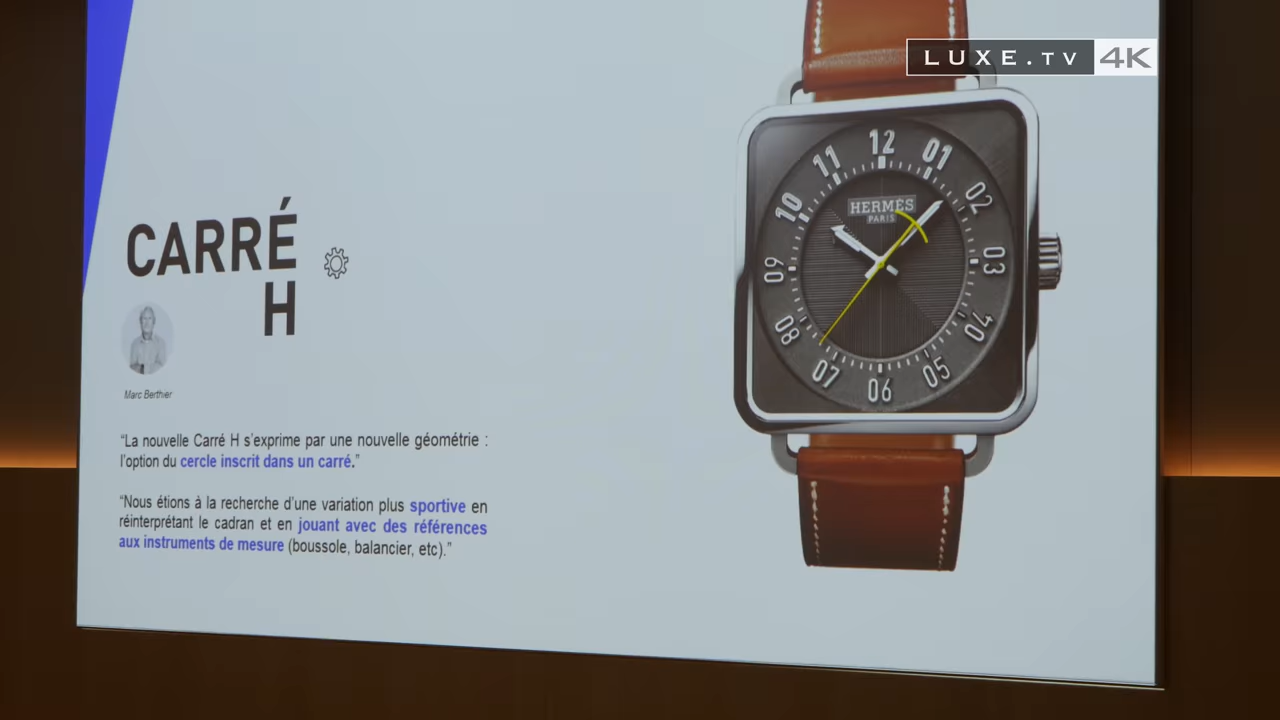 LUXE.TV 4K
CARRÉ
H
Marc Berthier
“La nouvelle Carré H s’exprime par une nouvelle géométrie :
l’option du cercle inscrit dans un carré.”
“Nous étions à la recherche d’une variation plus sportive en
réinterprétant le cadran et en jouant avec des références
aux instruments de mesure (boussole, balancier, etc).”
12
01
02
03
04
05
06
07
08
09
10
11
HERMÈS
PARIS